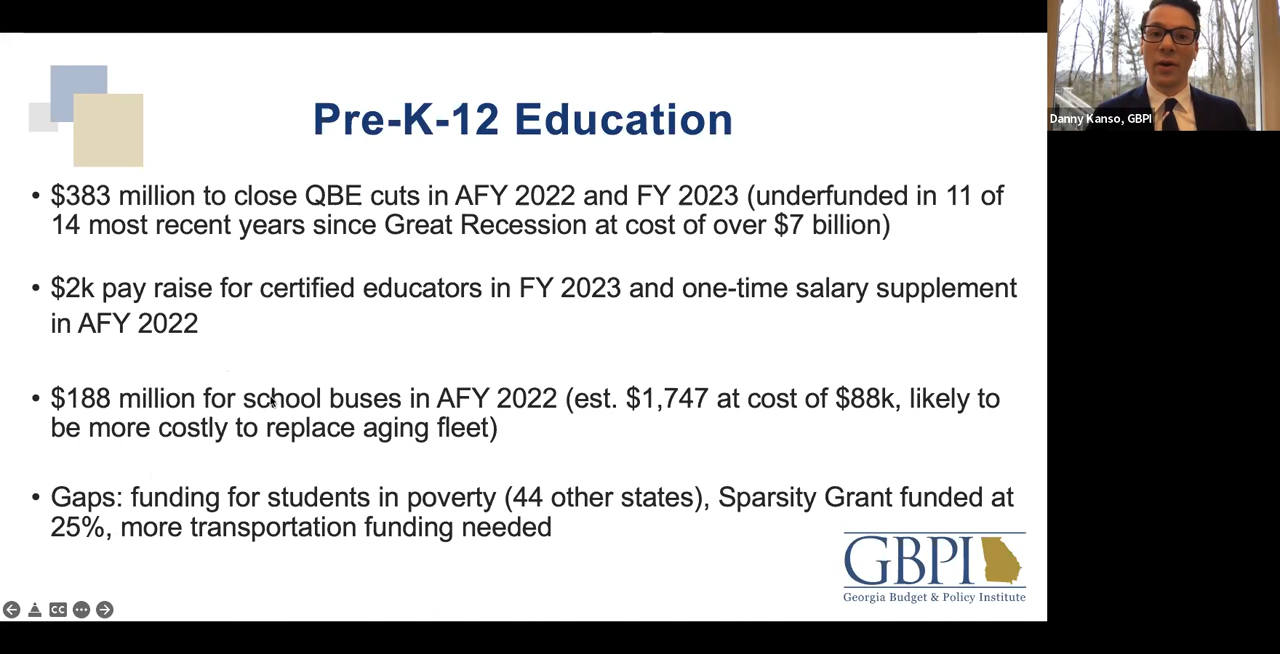 Pre-K-12 Education
• $383 million to close QBE cuts in AFY 2022 and FY 2023 (underfunded in 11 of
14 most recent years since Great Recession at cost of over $7 billion)
• $2k pay raise for certified educators in FY 2023 and one-time salary supplement
in AFY 2022
• $188 million for school buses in AFY 2022 (est. $1,747 at cost of $88k, likely to
be more costly to replace aging fleet)
• Gaps: funding for students in poverty (44 other states), Sparsity Grant funded at
25%, more transportation funding needed
GBPI
Georgia Budget & Policy Institute
CC
Danny Kanso, GBPI